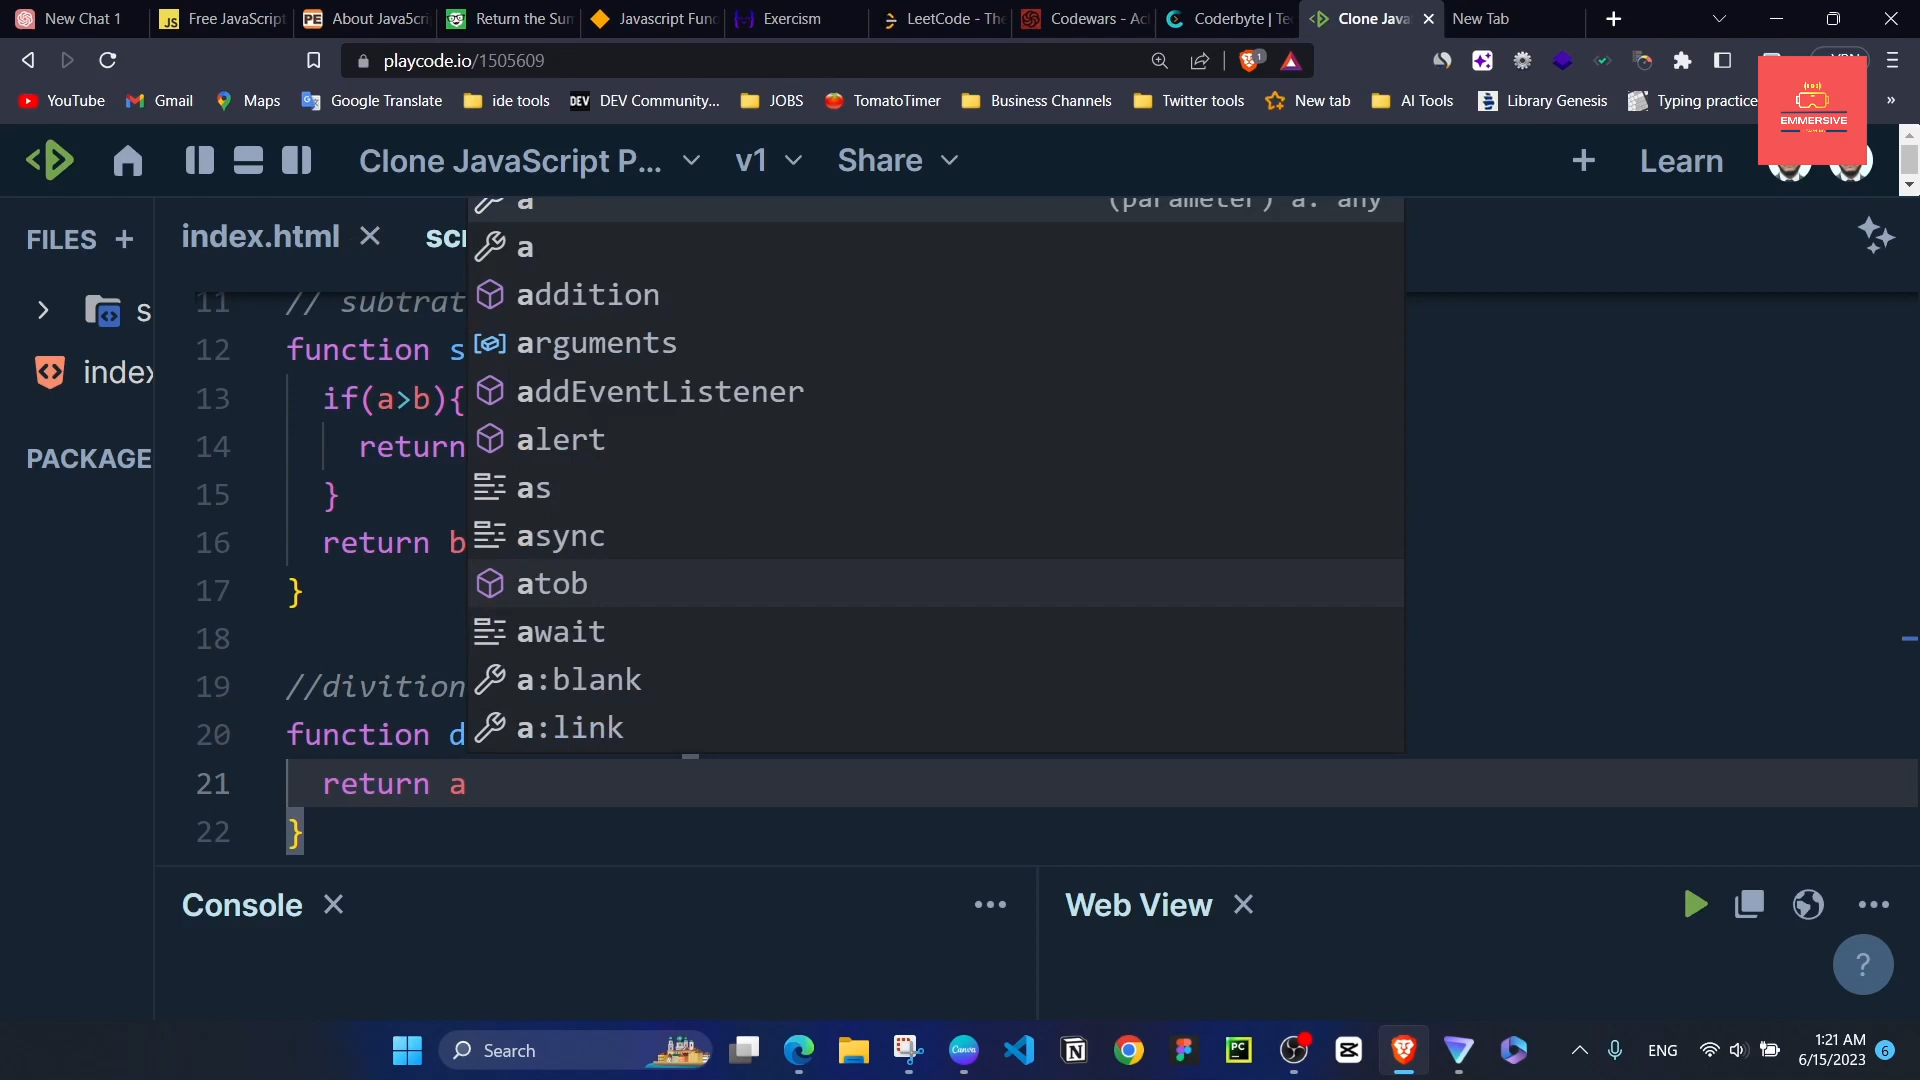 New Chat 1
Free JavaScript
About JavaScri
Return the Sum
Javascript Func
Exercism
LeetCode - The
Codewars - Ac
Coderbyte | Te
Clone Java
New Tab
playcode.io/1505609
1
YouTube
Gmail
Maps
Google Translate
ide tools
DEV Community...
JOBS
TomatoTimer
Business Channels
Twitter tools
New tab
AI Tools
Library Genesis
Typing practice
»
EMMERSIVE
Clone JavaScript P...
v1
Share
+ Learn
FILES +
index.html
scr
a (parameter) a: any
a
addition
arguments
addEventListener
alert
as
async
atob
await
a:blank
a:link
s
index
PACKAGE
11 // subtrat
12 function s
13 if(a>b){
14 return
15 }
16 return b
17 }
18
19 //divition
20 function d
21 return a
22 }
Console
Web View
?
Search
ENG
1:21 AM
6/15/2023
6